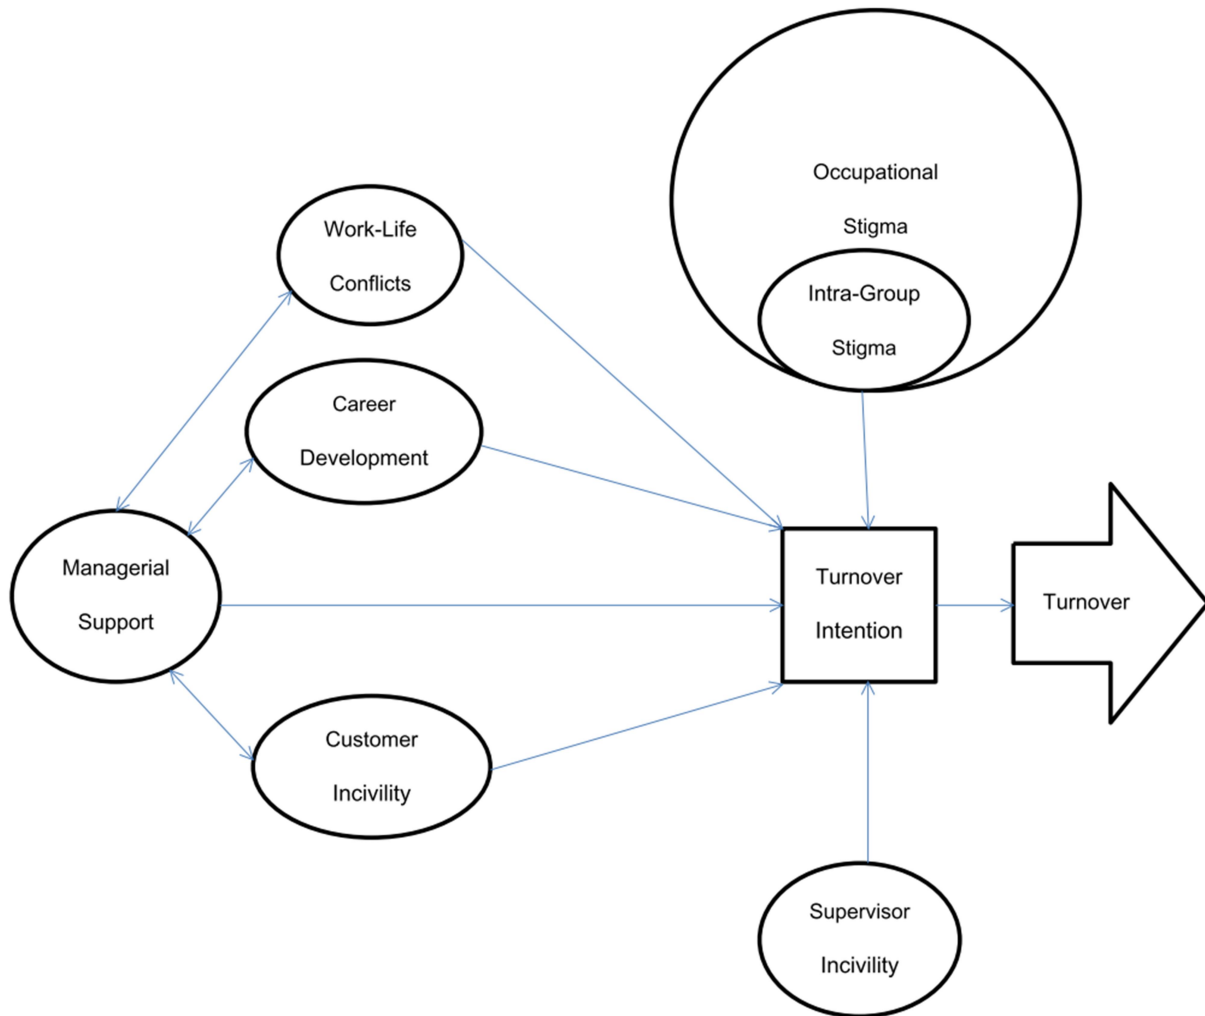 Occupational
Stigma
Intra-Group
Stigma
Work-Life
Conflicts
Career
Development
Managerial
Support
Customer
Incivility
Turnover
Intention
Turnover
Supervisor
Incivility